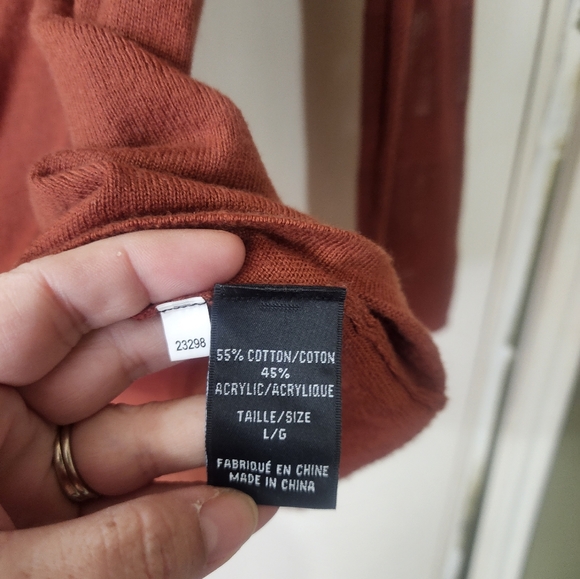 23298
55% COTTON/COTON
45%
ACRYLIC/ACRYLIQUE
TAILLE/SIZE
L/G
FABRIQUÉ EN CHINE
MADE IN CHINA